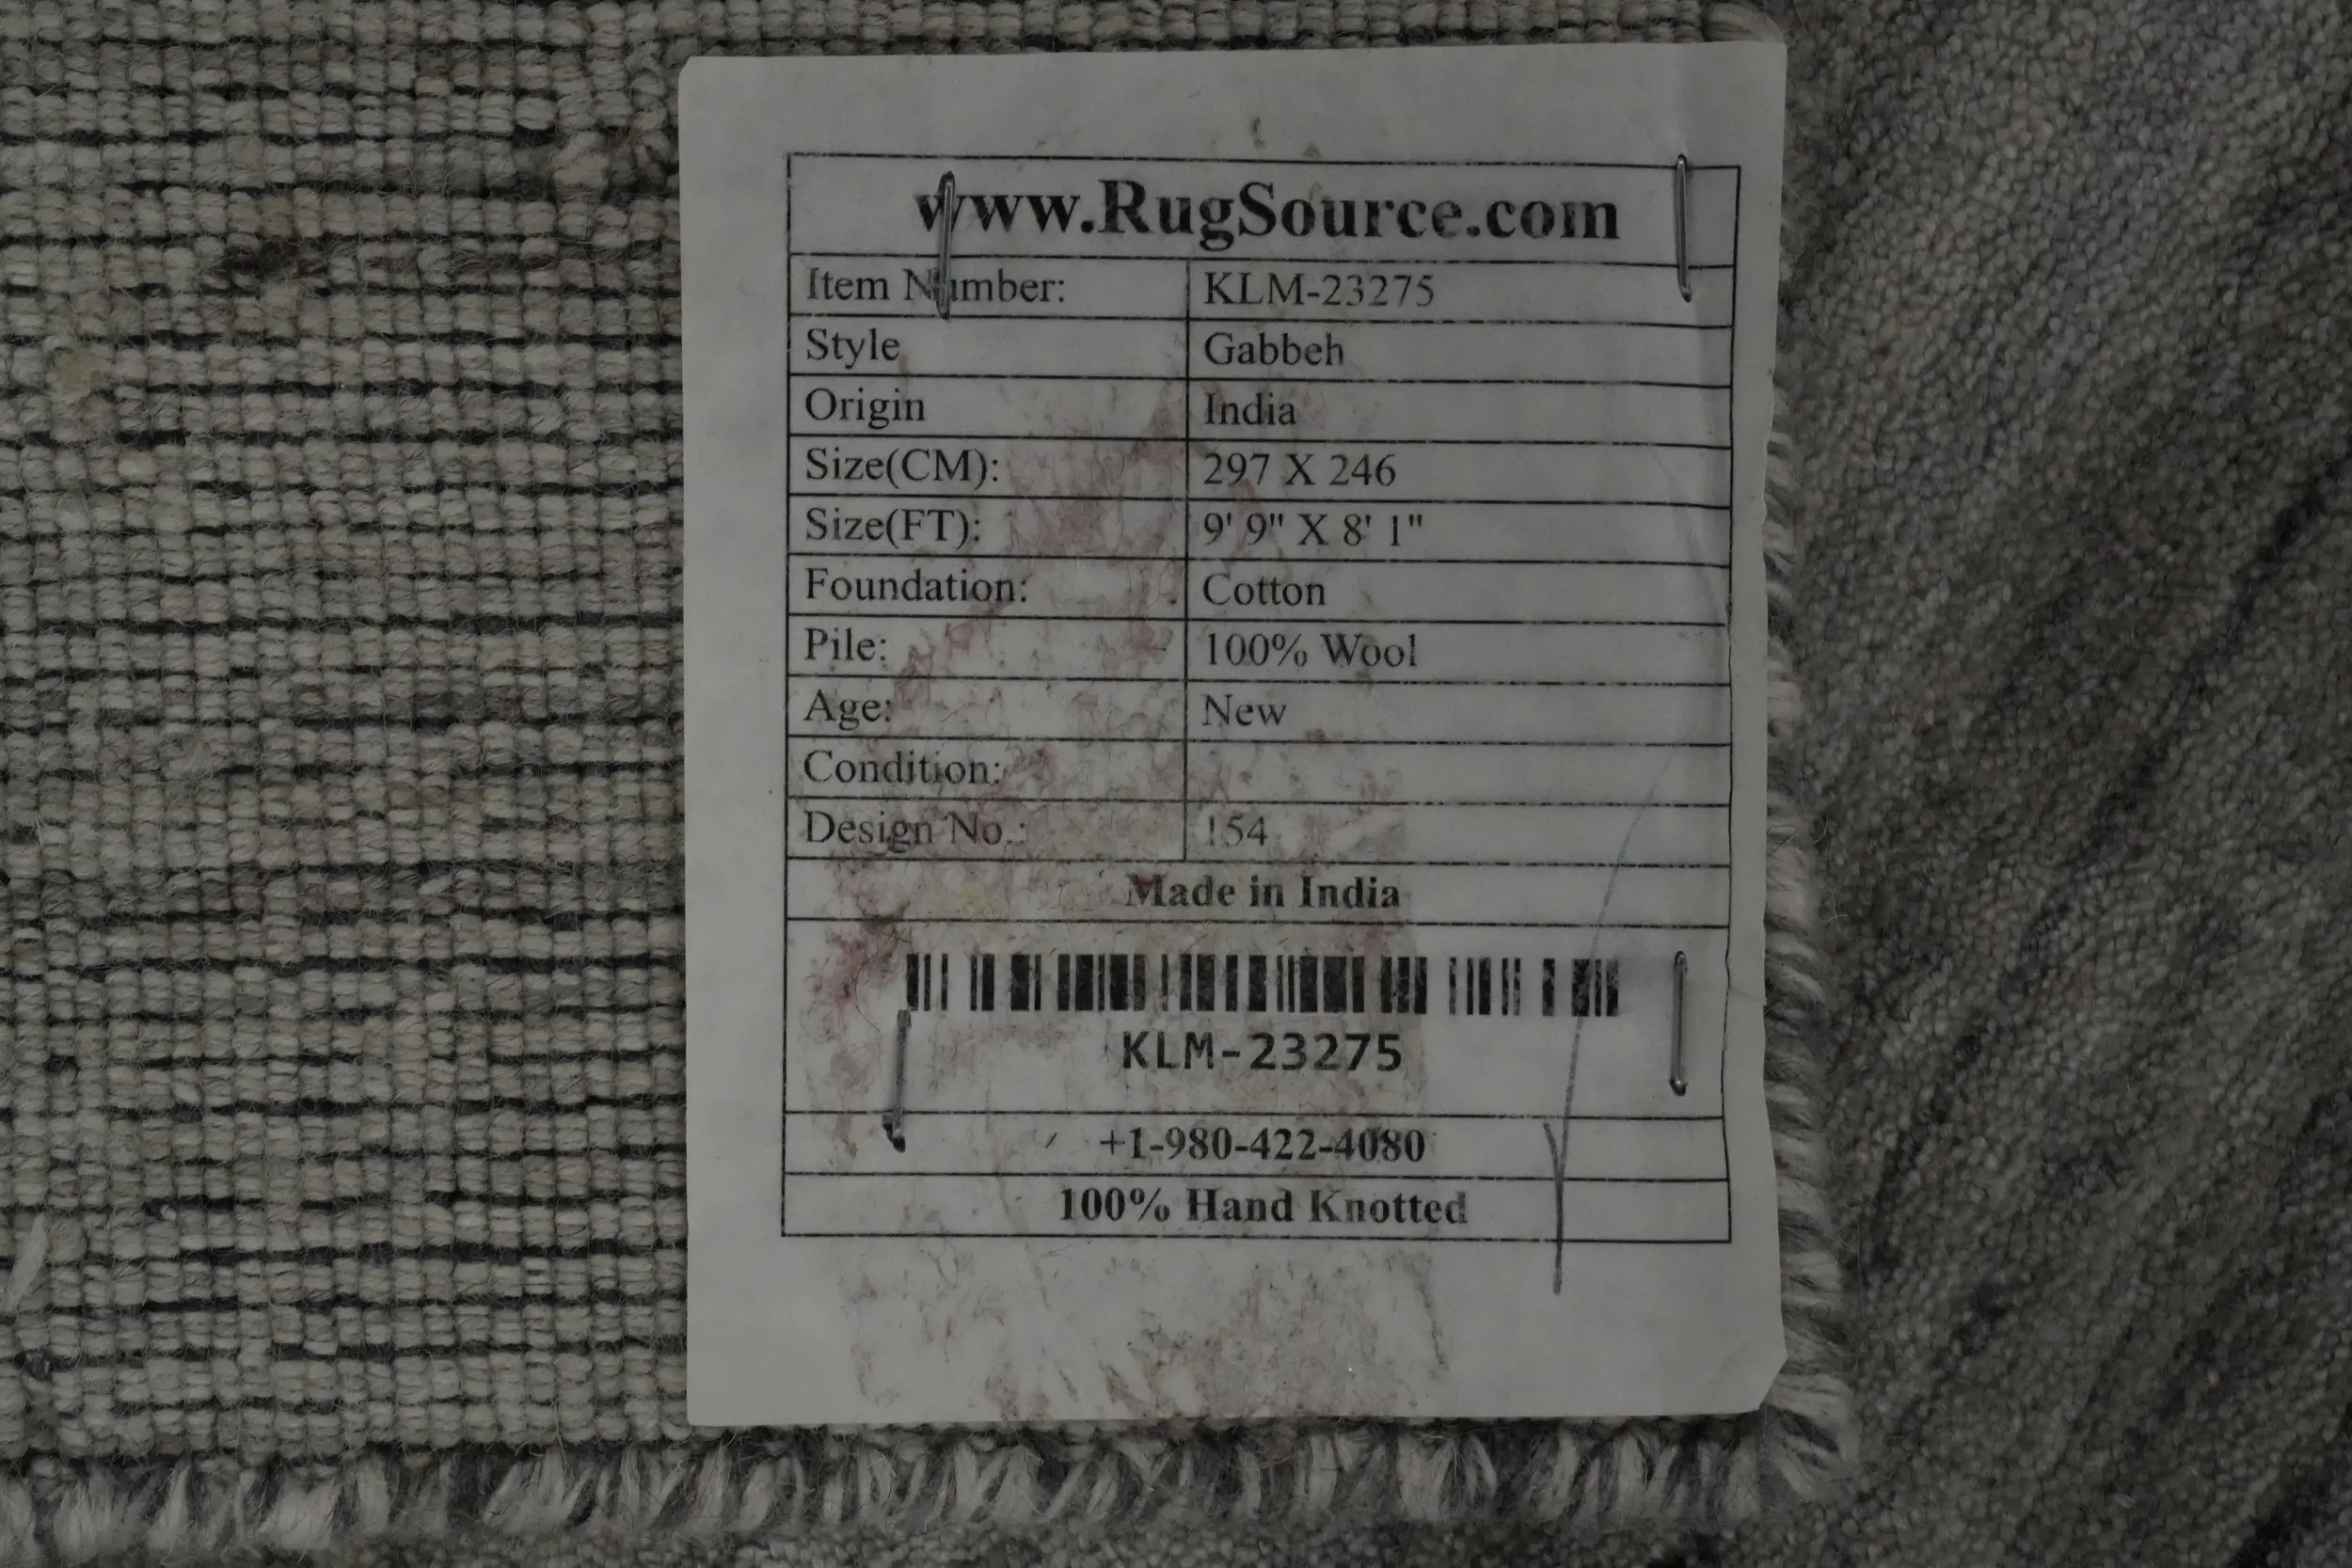 www.RugSource.com
Item Number: KLM-23275
Style Gabbeh
Origin India
Size(CM): 297 X 246
Size(FT): 9' 9" X 8' 1"
Foundation: Cotton
Pile: 100% Wool
Age: New
Condition:
Design No.: 154
Made in India
KLM-23275
+1-980-422-4080
100% Hand Knotted